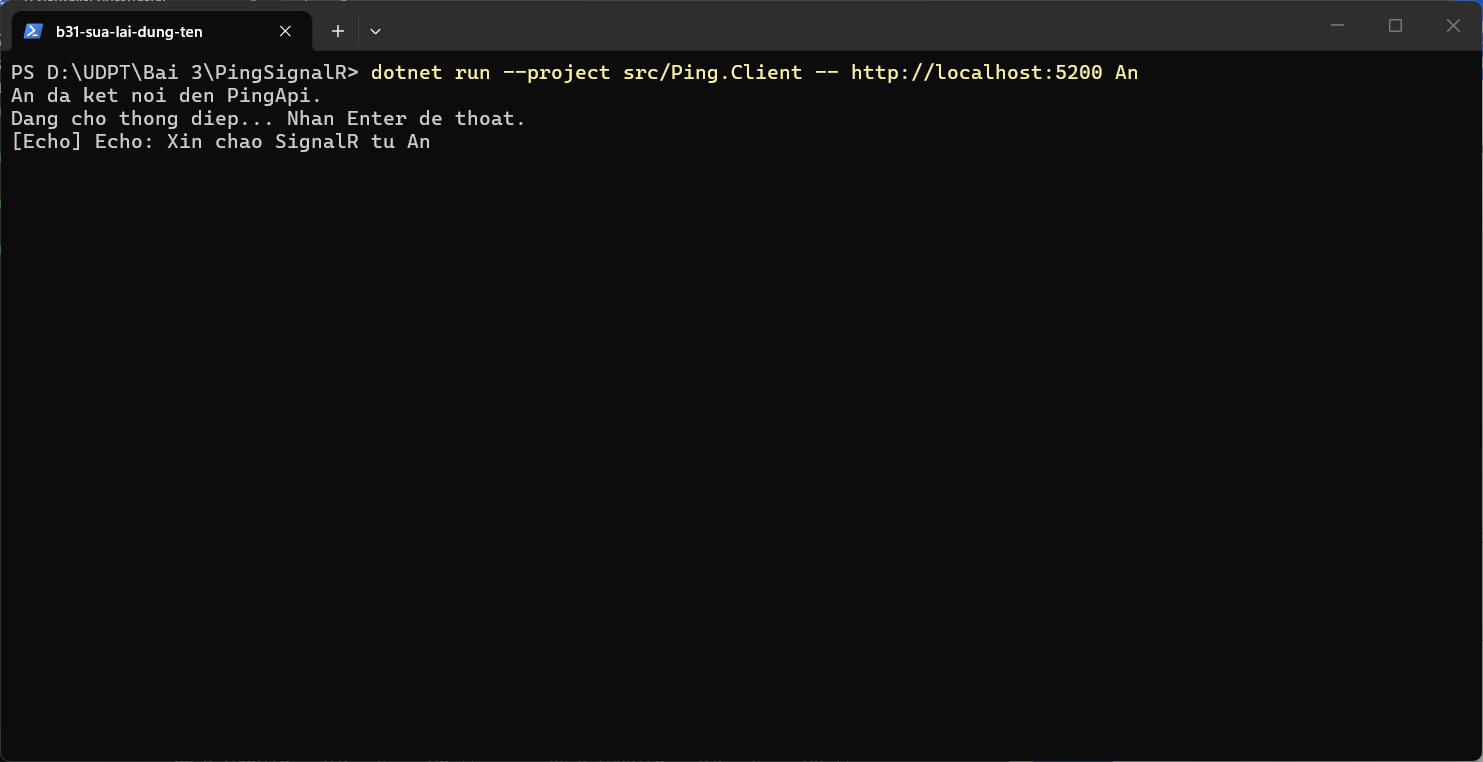 b31-sua-lai-dung-ten
PS D:\UDPT\Bai 3\PingSignalR> dotnet run --project src/Ping.Client -- http://localhost:5200 An
An da ket noi den PingApi.
Dang cho thong diep... Nhan Enter de thoat.
[Echo] Echo: Xin chao SignalR tu An